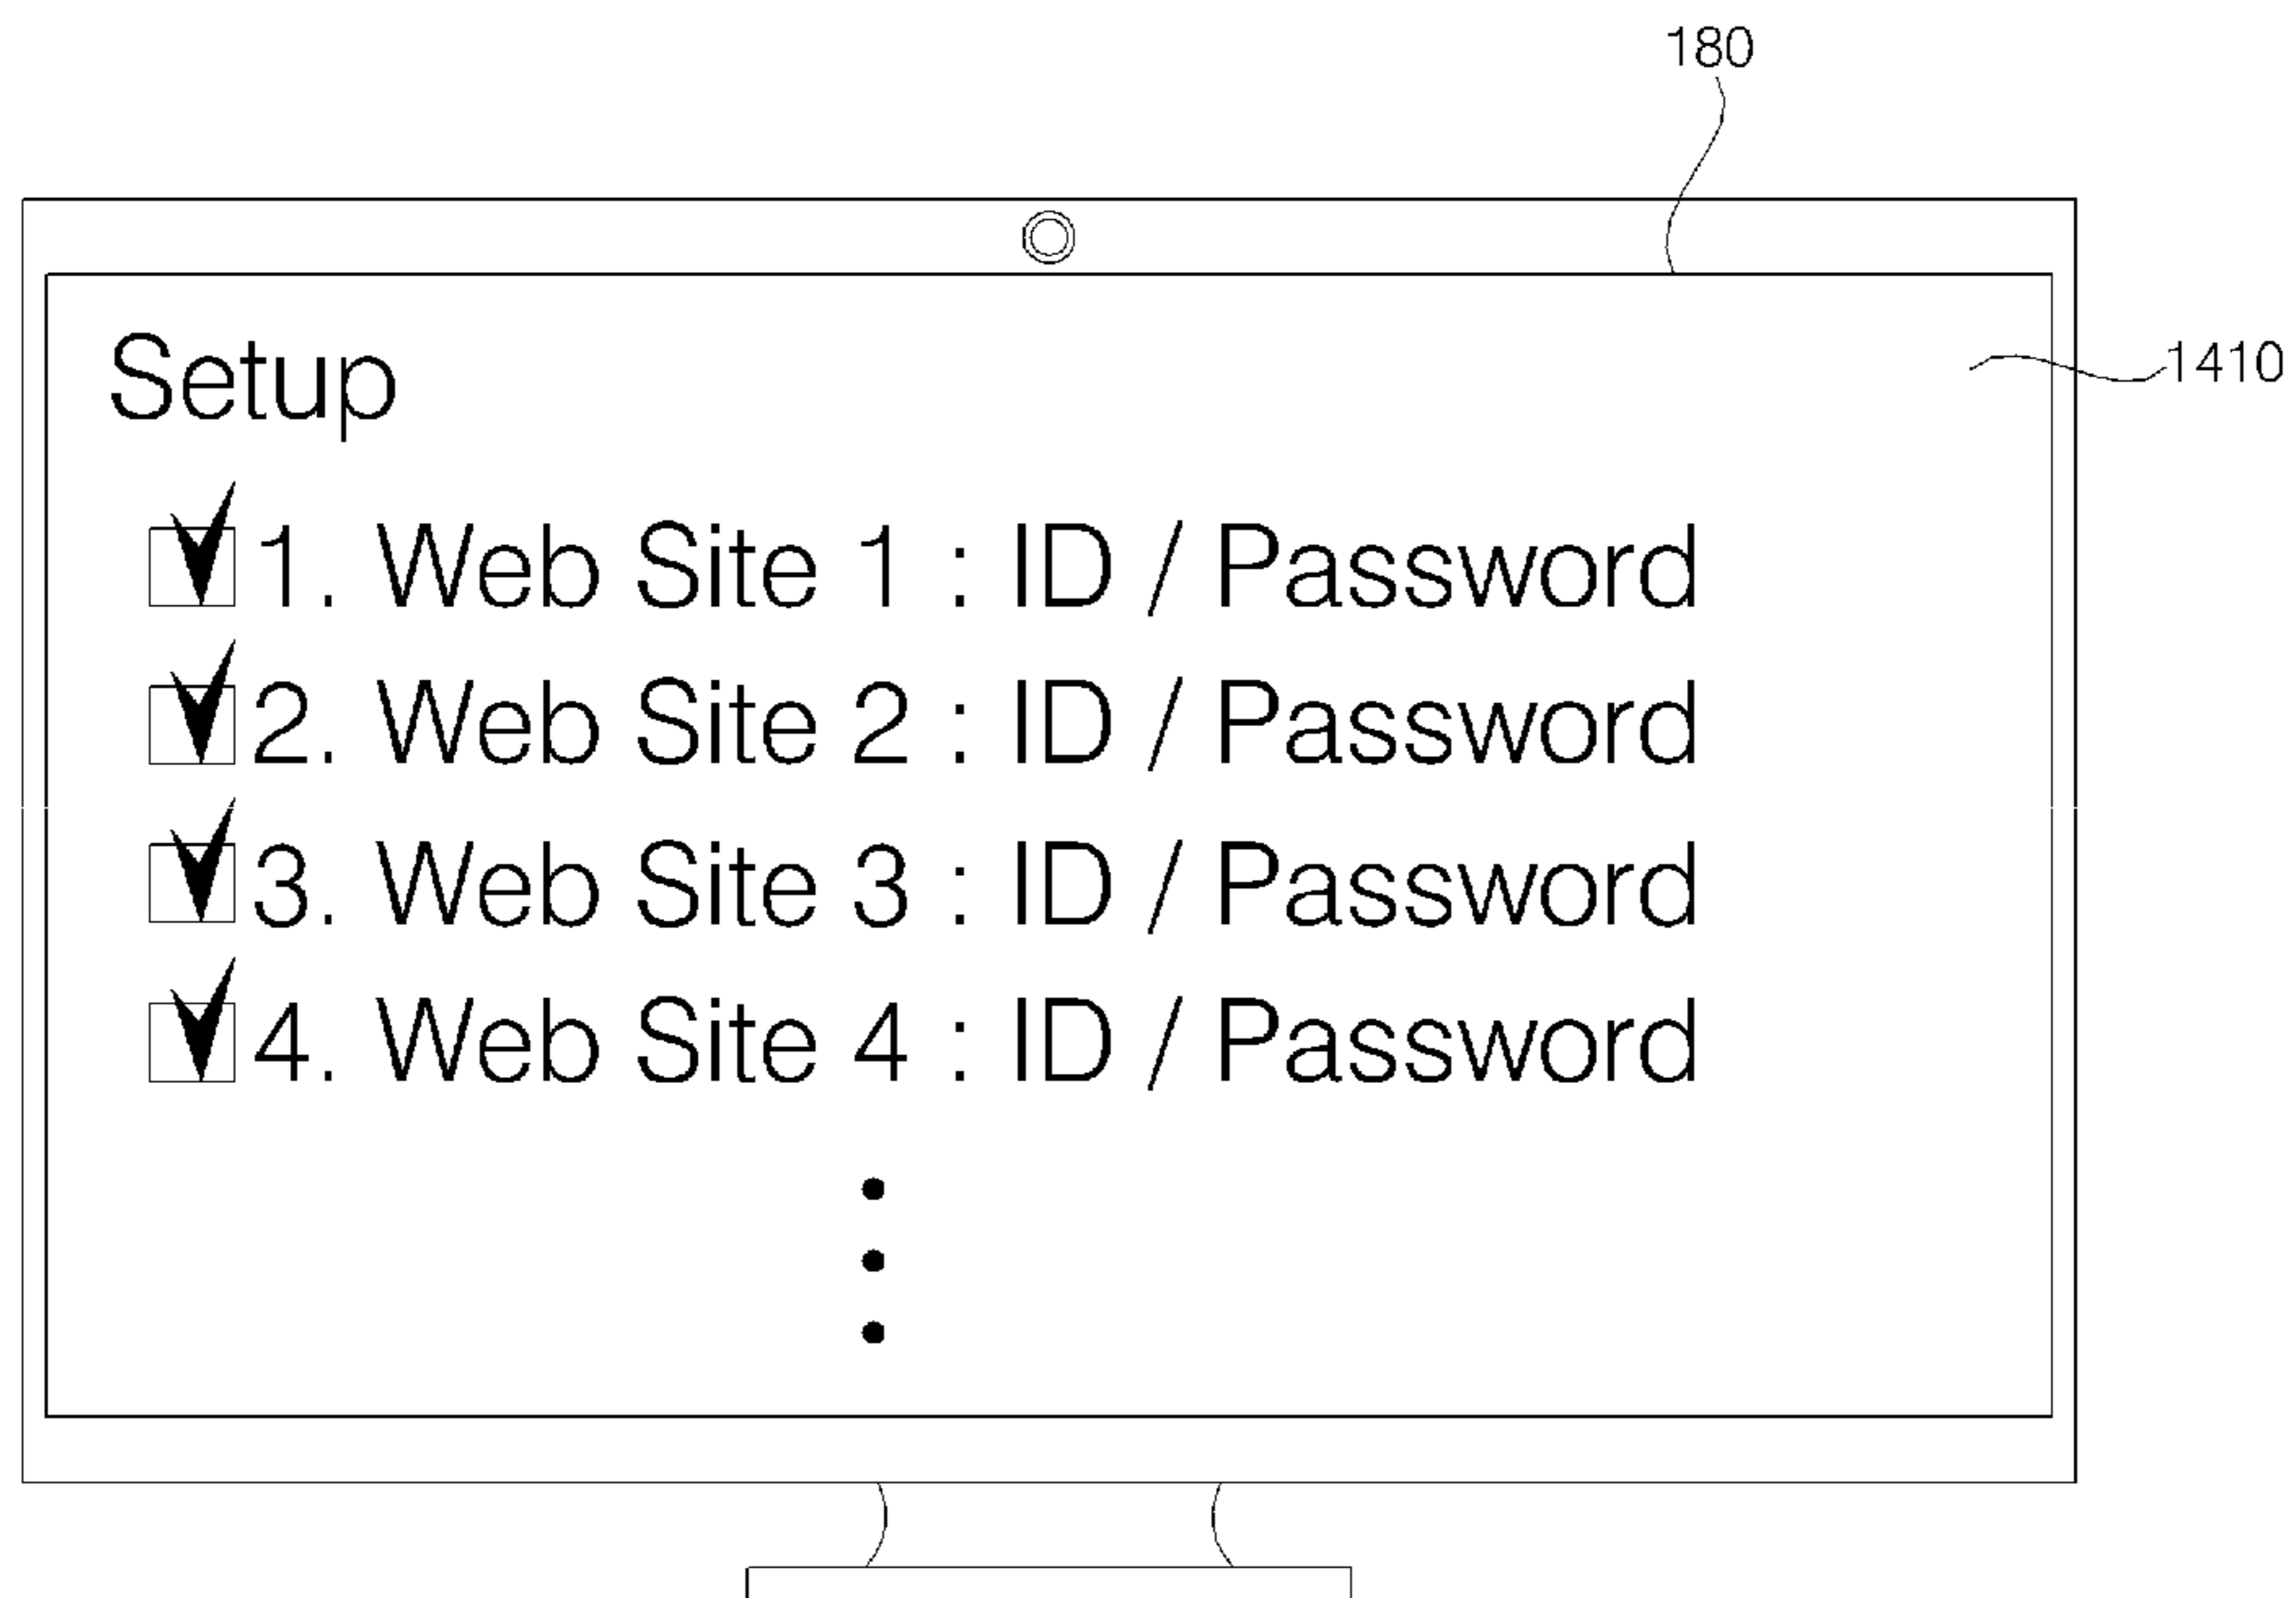 180
1410
Setup
1. Web Site 1 : ID / Password
2. Web Site 2 : ID / Password
3. Web Site 3 : ID / Password
4. Web Site 4 : ID / Password